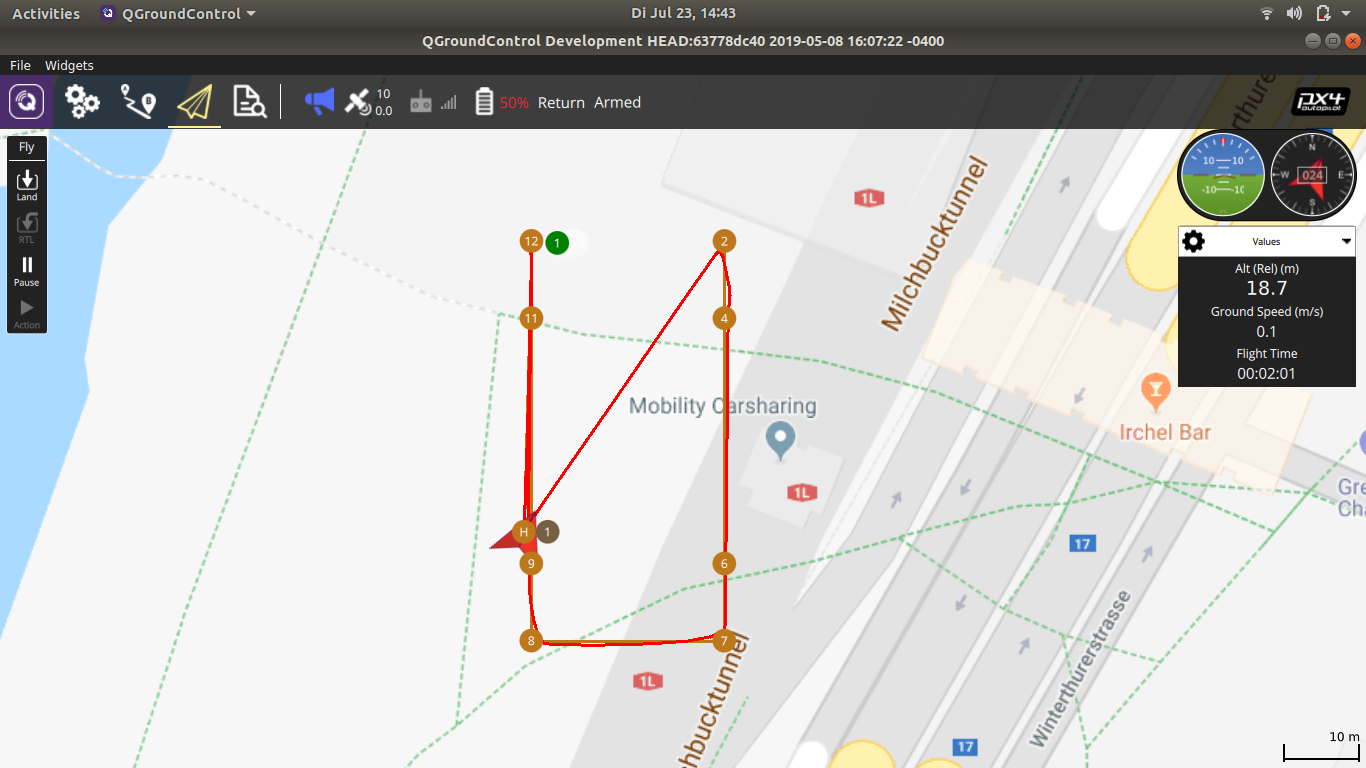 Activities QGroundControl Di Jul 23, 14:43
QGroundControl Development HEAD:63778dc40 2019-05-08 16:07:22 -0400
File Widgets
10
0.0
50% Return Armed
PX4
autopilot
Fly
Land
RTL
Pause
Action
10 10
-10 -10
N
W E
024
S
Values
Alt (Rel) (m)
18.7
Ground Speed (m/s)
0.1
Flight Time
00:02:01
1L
Milchbucktunnel
12 1 2
11 4
Mobility Carsharing
Irchel Bar
1L
Gre
Cha
H 1
17
9 6
8 7
1L
chbucktunnel
Winterthurerstrasse
17
10 m